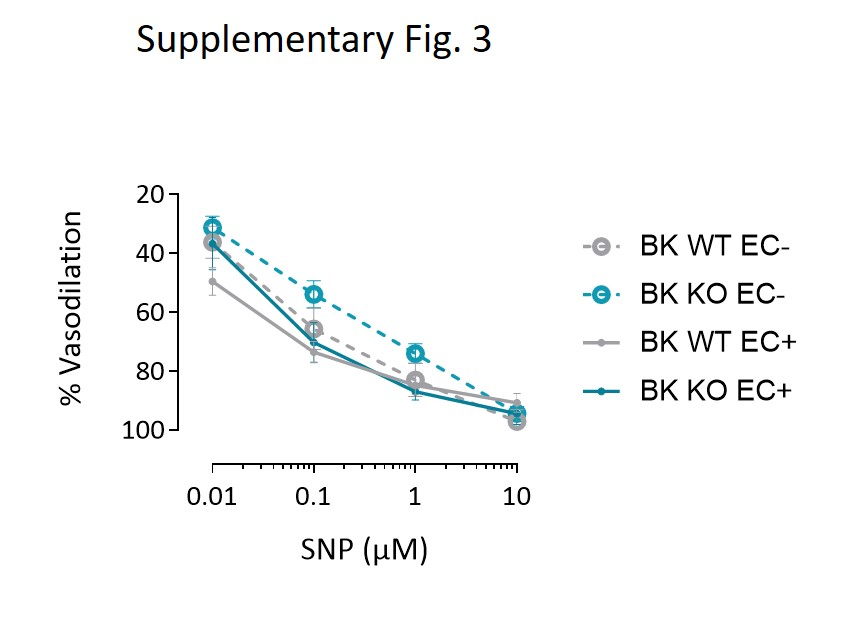 Supplementary Fig. 3
% Vasodilation
20
40
60
80
100
0.01 0.1 1 10
SNP (µM)
BK WT EC-
BK KO EC-
BK WT EC+
BK KO EC+